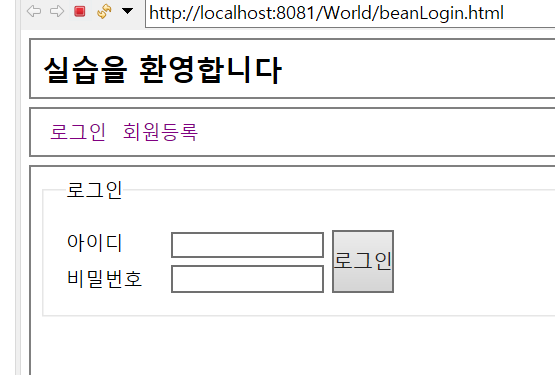 http://localhost:8081/World/beanLogin.html
실습을 환영합니다
로그인 회원등록
로그인
아이디
비밀번호
로그인